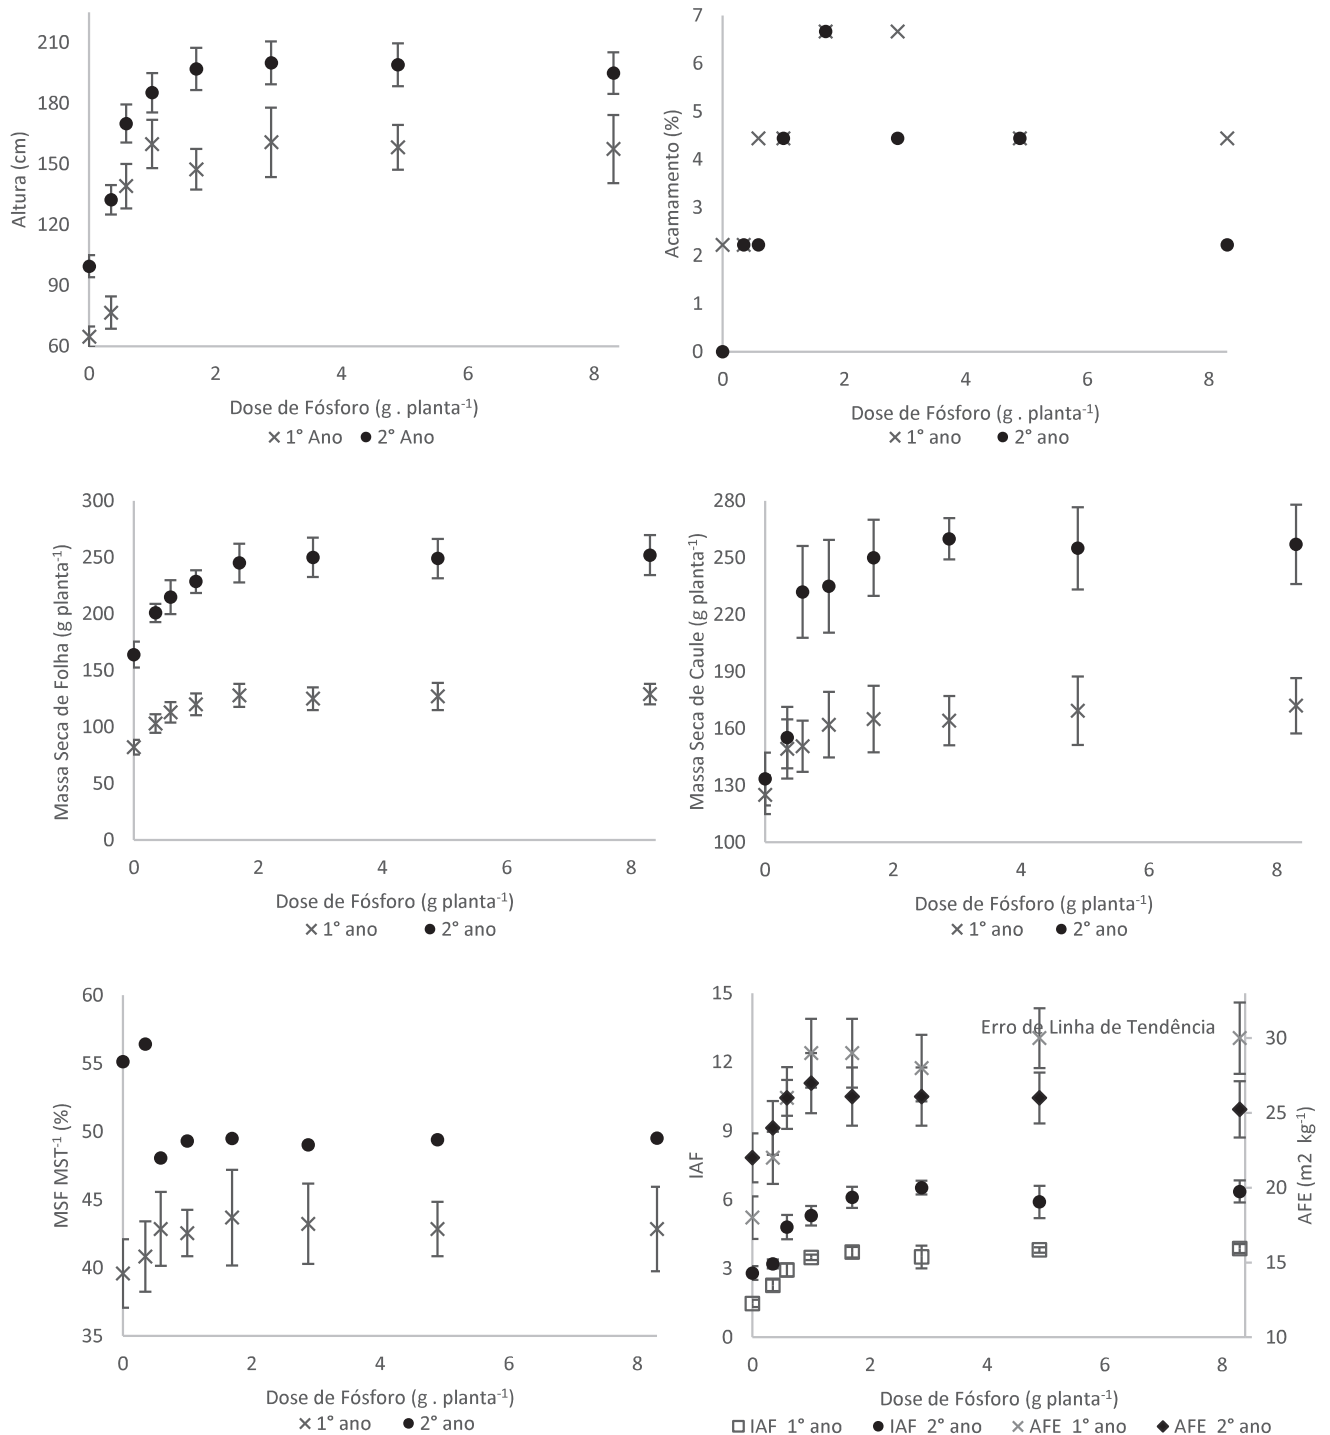 210
180
150
120
90
60
Altura (cm)
0 2 4 6 8
Dose de Fósforo (g . planta⁻¹)
× 1° Ano ● 2° Ano
7
6
5
4
3
2
1
0
Acamamento (%)
0 2 4 6 8
Dose de Fósforo (g . planta⁻¹)
× 1° ano ● 2° ano
300
250
200
150
100
50
0
Massa Seca de Folha (g planta⁻¹)
0 2 4 6 8
Dose de Fósforo (g planta⁻¹)
× 1° ano ● 2° ano
280
250
220
190
160
130
100
Massa Seca de Caule (g planta⁻¹)
0 2 4 6 8
Dose de Fósforo (g planta⁻¹)
× 1° ano ● 2° ano
60
55
50
45
40
35
MSF MST⁻¹ (%)
0 2 4 6 8
Dose de Fósforo (g . planta⁻¹)
× 1° ano ● 2° ano
15
12
9
6
3
0
IAF
Erro de Linha de Tendência
30
25
20
15
10
AFE (m2 kg⁻¹)
0 2 4 6 8
Dose de Fósforo (g planta⁻¹)
□ IAF 1° ano ● IAF 2° ano × AFE 1° ano ◆ AFE 2° ano